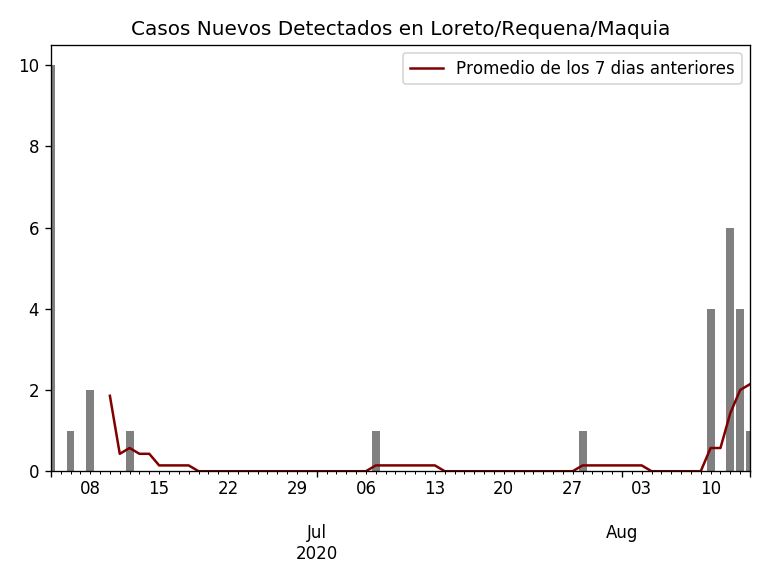 Casos Nuevos Detectados en Loreto/Requena/Maquia
Promedio de los 7 dias anteriores
10
8
6
4
2
0
08 15 22 29 06 13 20 27 03 10
Jul Aug
2020